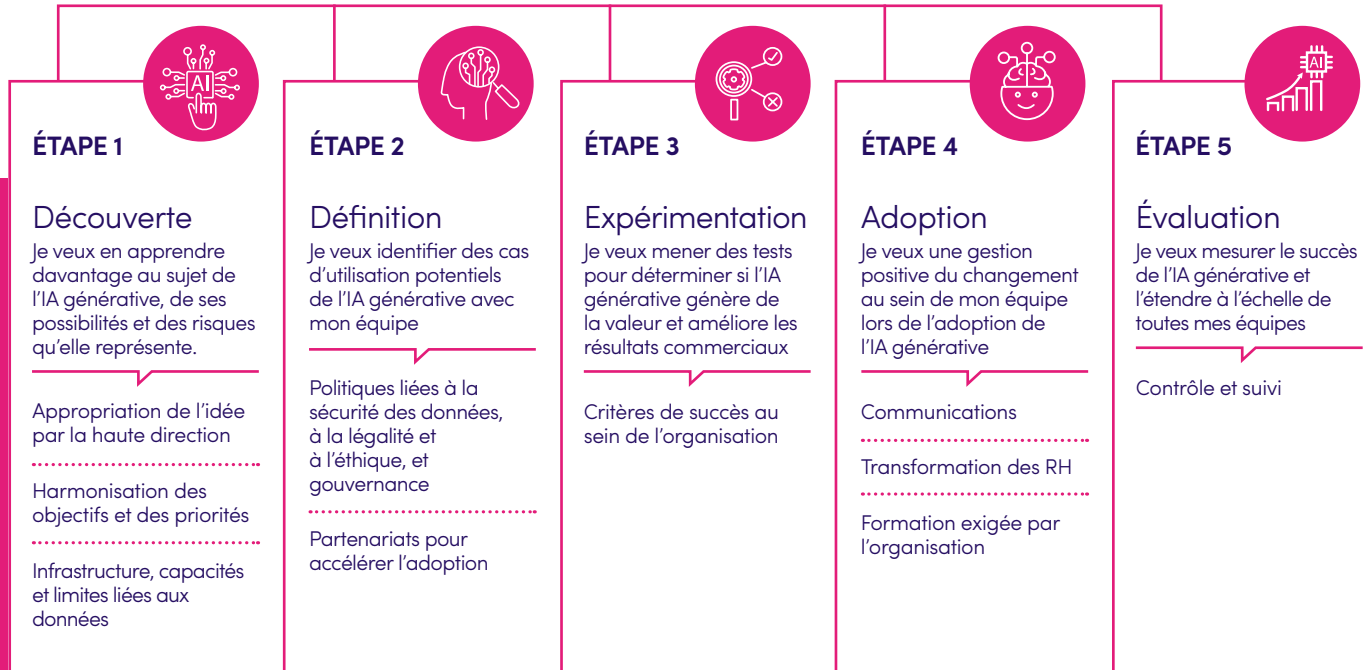 AI
AI
ÉTAPE 1
Découverte
Je veux en apprendre
davantage au sujet de
l’IA générative, de ses
possibilités et des risques
qu’elle représente.
Appropriation de l’idée
par la haute direction
Harmonisation des
objectifs et des priorités
Infrastructure, capacités
et limites liées aux
données
ÉTAPE 2
Définition
Je veux identifier des cas
d’utilisation potentiels
de l’IA générative avec
mon équipe
Politiques liées à la
sécurité des données,
à la légalité et
à l’éthique, et
gouvernance
Partenariats pour
accélérer l’adoption
ÉTAPE 3
Expérimentation
Je veux mener des tests
pour déterminer si l’IA
générative génère de
la valeur et améliore les
résultats commerciaux
Critères de succès au
sein de l’organisation
ÉTAPE 4
Adoption
Je veux une gestion
positive du changement
au sein de mon équipe
lors de l’adoption de
l’IA générative
Communications
Transformation des RH
Formation exigée par
l’organisation
ÉTAPE 5
Évaluation
Je veux mesurer le succès
de l’IA générative et
l’étendre à l’échelle de
toutes mes équipes
Contrôle et suivi